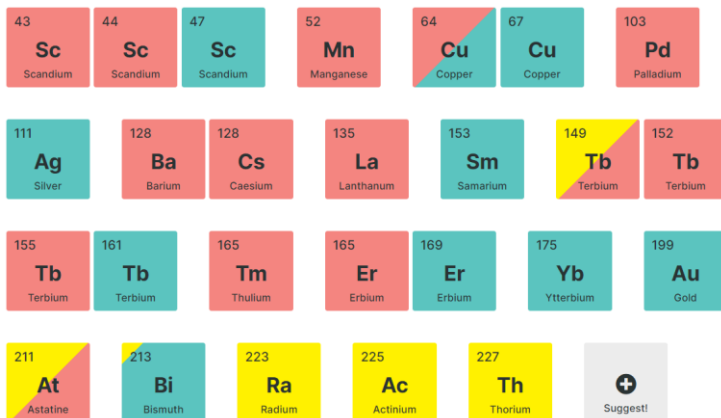 43 44 47 52 64 67 103
Sc Sc Sc Mn Cu Cu Pd
Scandium Scandium Scandium Manganese Copper Copper Palladium
111 128 128 135 153 149 152
Ag Ba Cs La Sm Tb Tb
Silver Barium Caesium Lanthanum Samarium Terbium Terbium
155 161 165 165 169 175 199
Tb Tb Tm Er Er Yb Au
Terbium Terbium Thulium Erbium Erbium Ytterbium Gold
211 213 223 225 227
At Bi Ra Ac Th
Astatine Bismuth Radium Actinium Thorium Suggest!